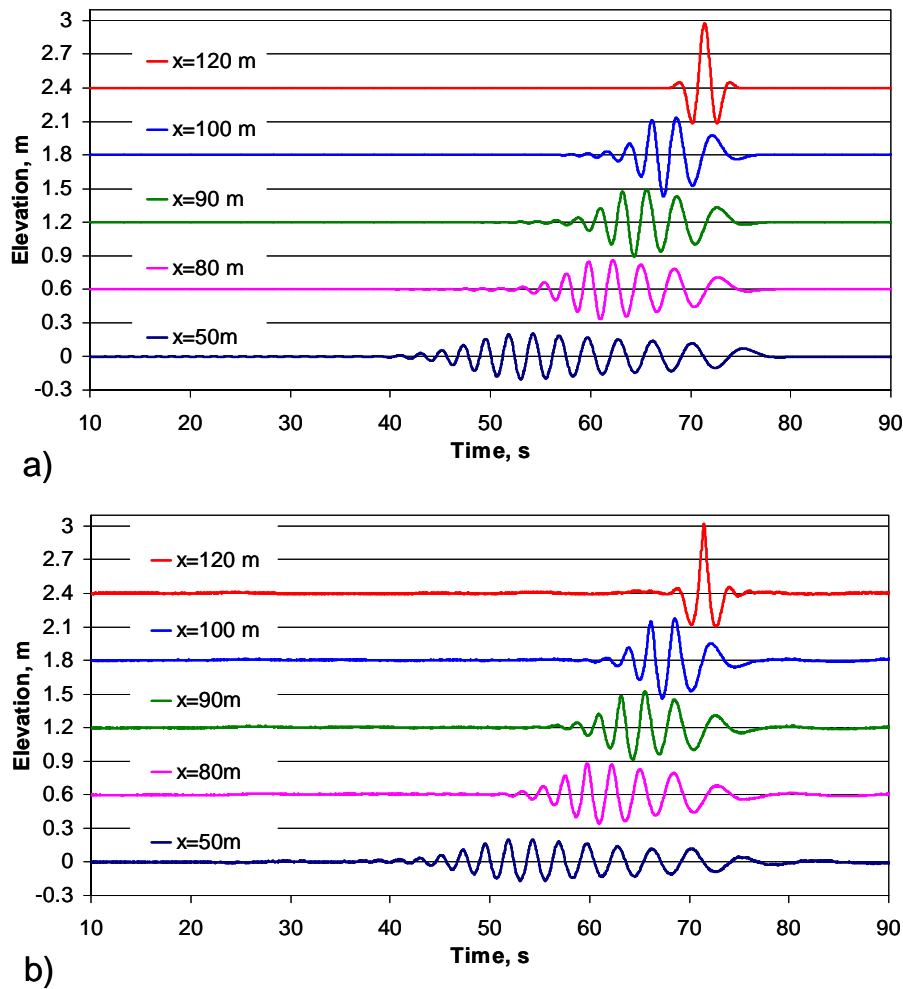 3
2.7
2.4
2.1
1.8
1.5
1.2
0.9
0.6
0.3
0
-0.3
Elevation, m
x=120 m
x=100 m
x=90 m
x=80 m
x=50m
10 20 30 40 50 60 70 80 90
Time, s
a)
3
2.7
2.4
2.1
1.8
1.5
1.2
0.9
0.6
0.3
0
-0.3
Elevation, m
x=120 m
x=100 m
x=90m
x=80m
x=50m
10 20 30 40 50 60 70 80 90
Time, s
b)